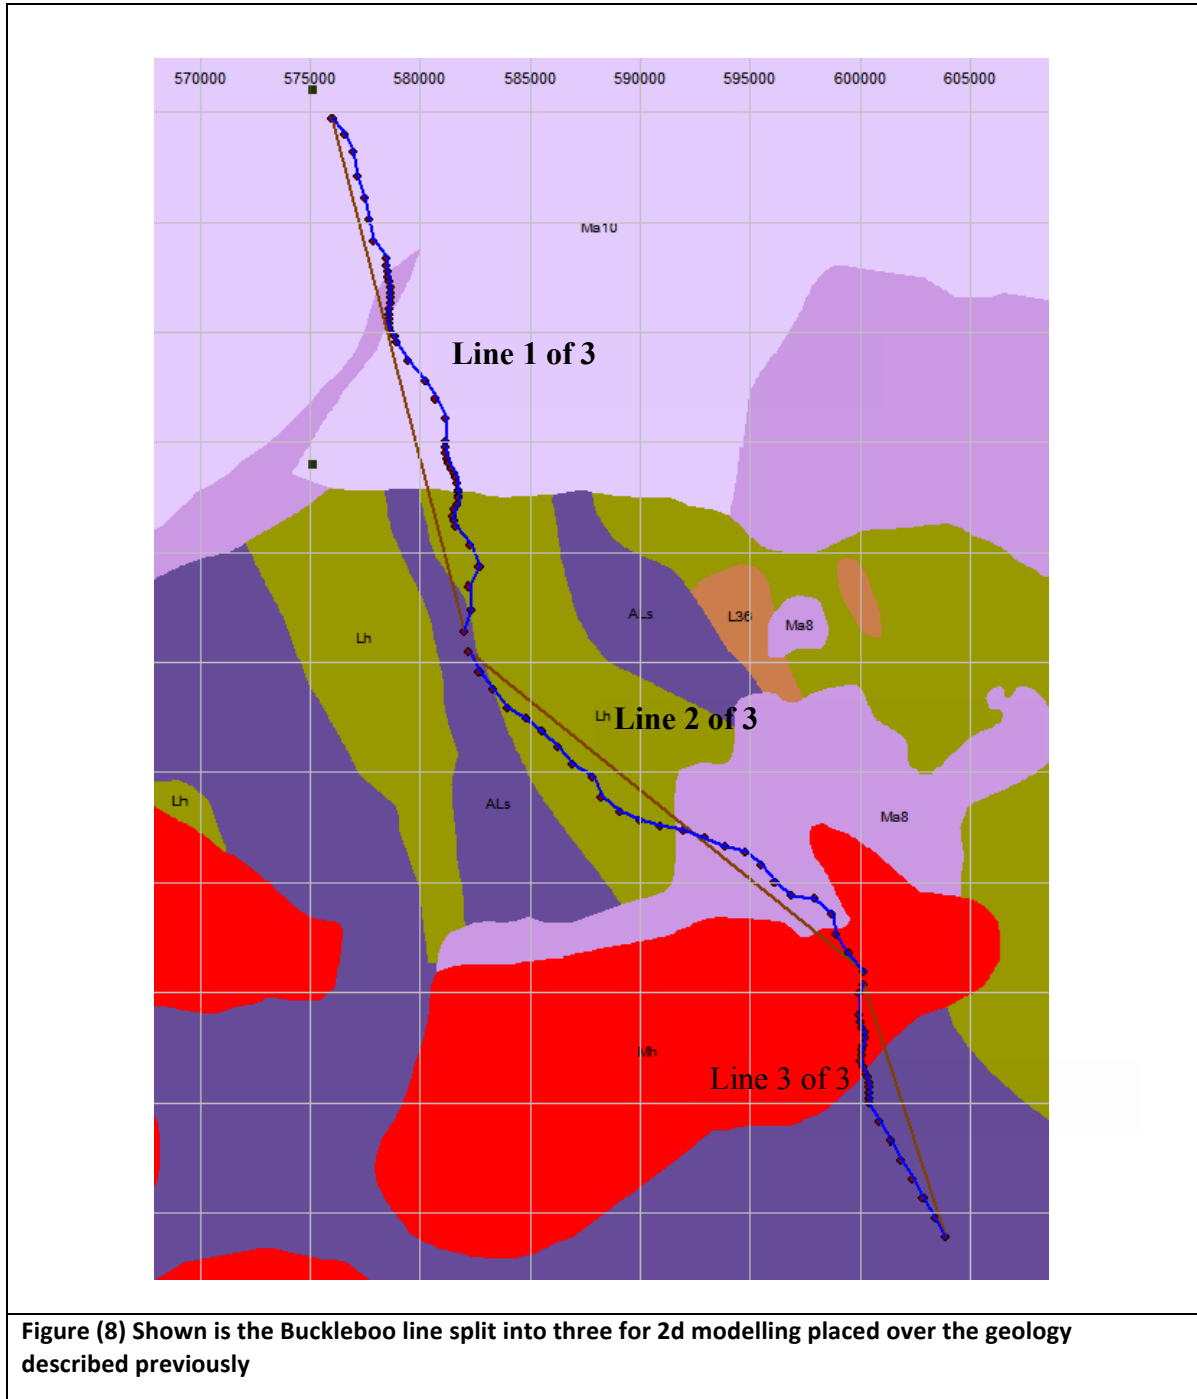 570000 575000 580000 585000 590000 595000 600000 605000
Ma10
Line 1 of 3
ALs
L36
Ma8
Lh
Lh
Line 2 of 3
Lh
ALs
Ma8
Mh
Line 3 of 3
Figure (8) Shown is the Buckleboo line split into three for 2d modelling placed over the geology
described previously